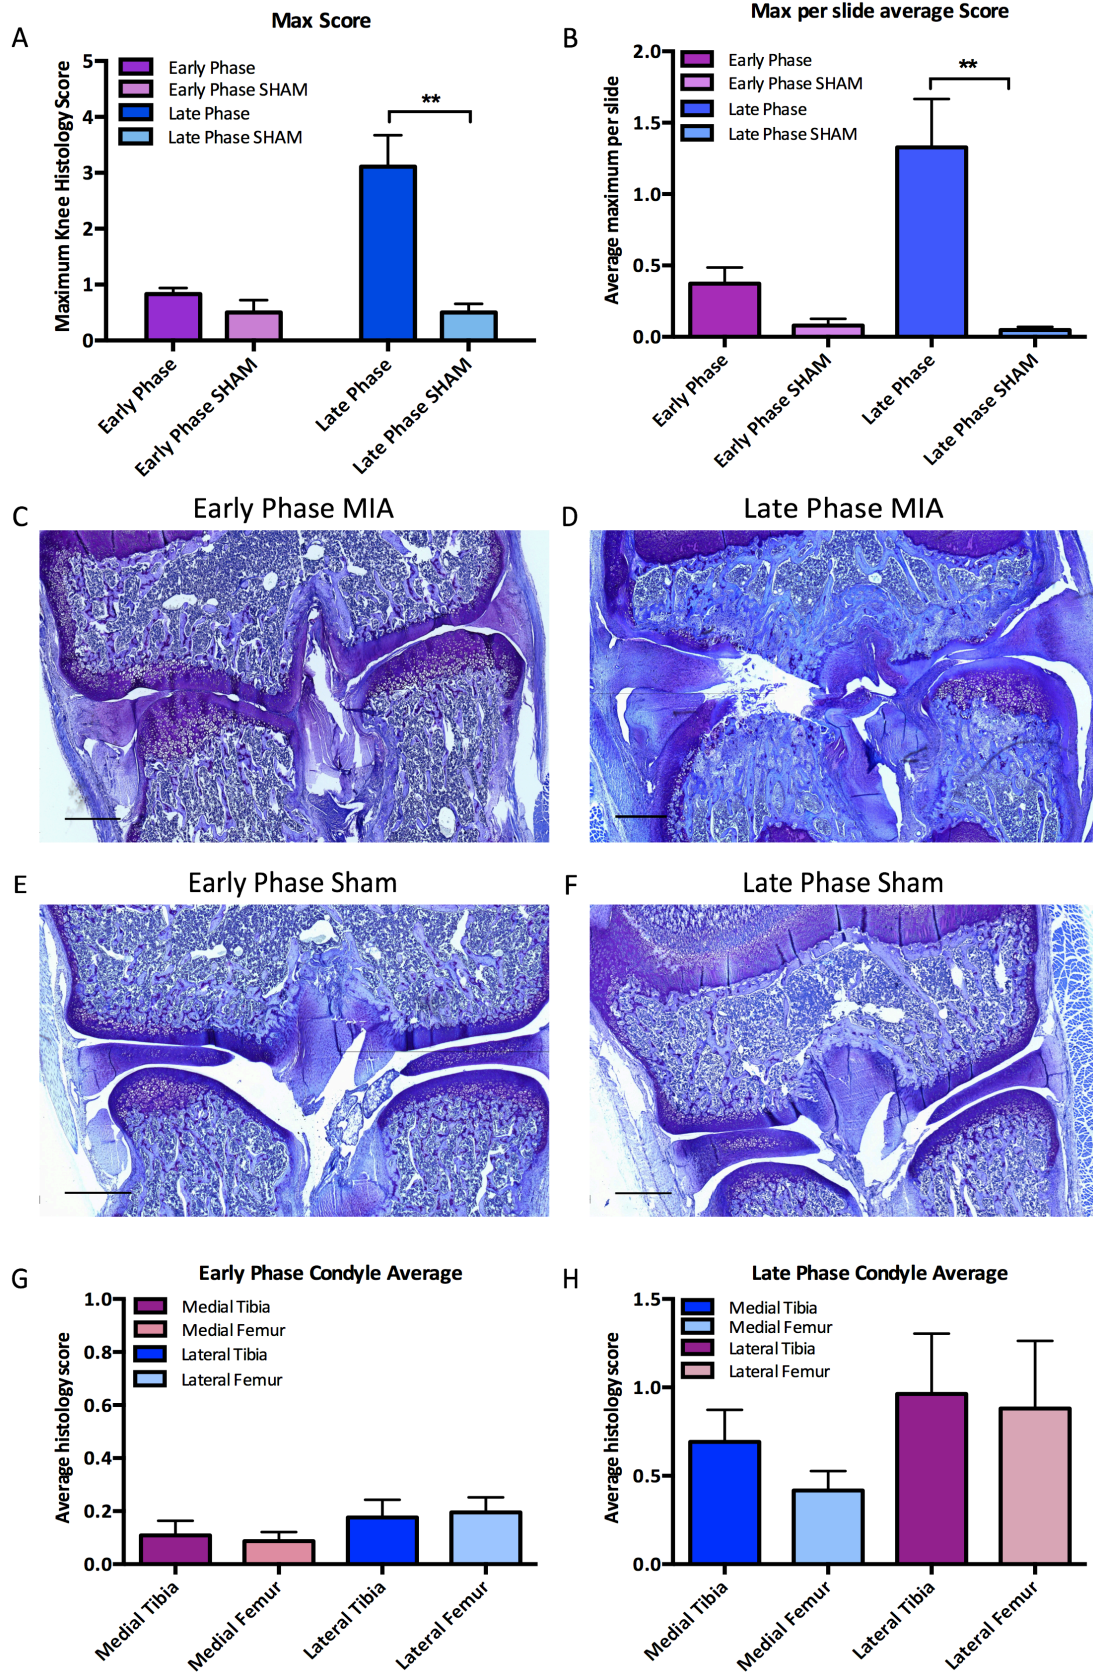 A
Max Score
Maximum Knee Histology Score
5
4
3
2
1
0
Early Phase
Early Phase SHAM
Late Phase
Late Phase SHAM
**
Early Phase
Early Phase SHAM
Late Phase
Late Phase SHAM
B
Max per slide average Score
Average maximum per slide
2.0
1.5
1.0
0.5
0.0
Early Phase
Early Phase SHAM
Late Phase
Late Phase SHAM
**
Early Phase
Early Phase SHAM
Late Phase
Late Phase SHAM
C
Early Phase MIA
D
Late Phase MIA
E
Early Phase Sham
F
Late Phase Sham
G
Early Phase Condyle Average
Average histology score
1.0
0.8
0.6
0.4
0.2
0.0
Medial Tibia
Medial Femur
Lateral Tibia
Lateral Femur
Medial Tibia
Medial Femur
Lateral Tibia
Lateral Femur
H
Late Phase Condyle Average
Average histology score
1.5
1.0
0.5
0.0
Medial Tibia
Medial Femur
Lateral Tibia
Lateral Femur
Medial Tibia
Medial Femur
Lateral Tibia
Lateral Femur